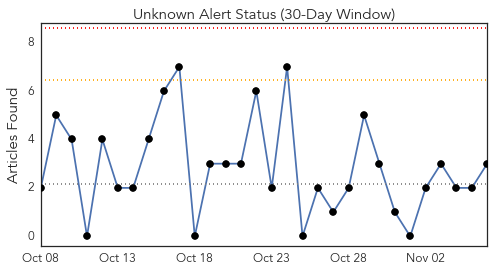 Unknown Alert Status (30-Day Window)
Articles Found
8
6
4
2
0
Oct 08 Oct 13 Oct 18 Oct 23 Oct 28 Nov 02